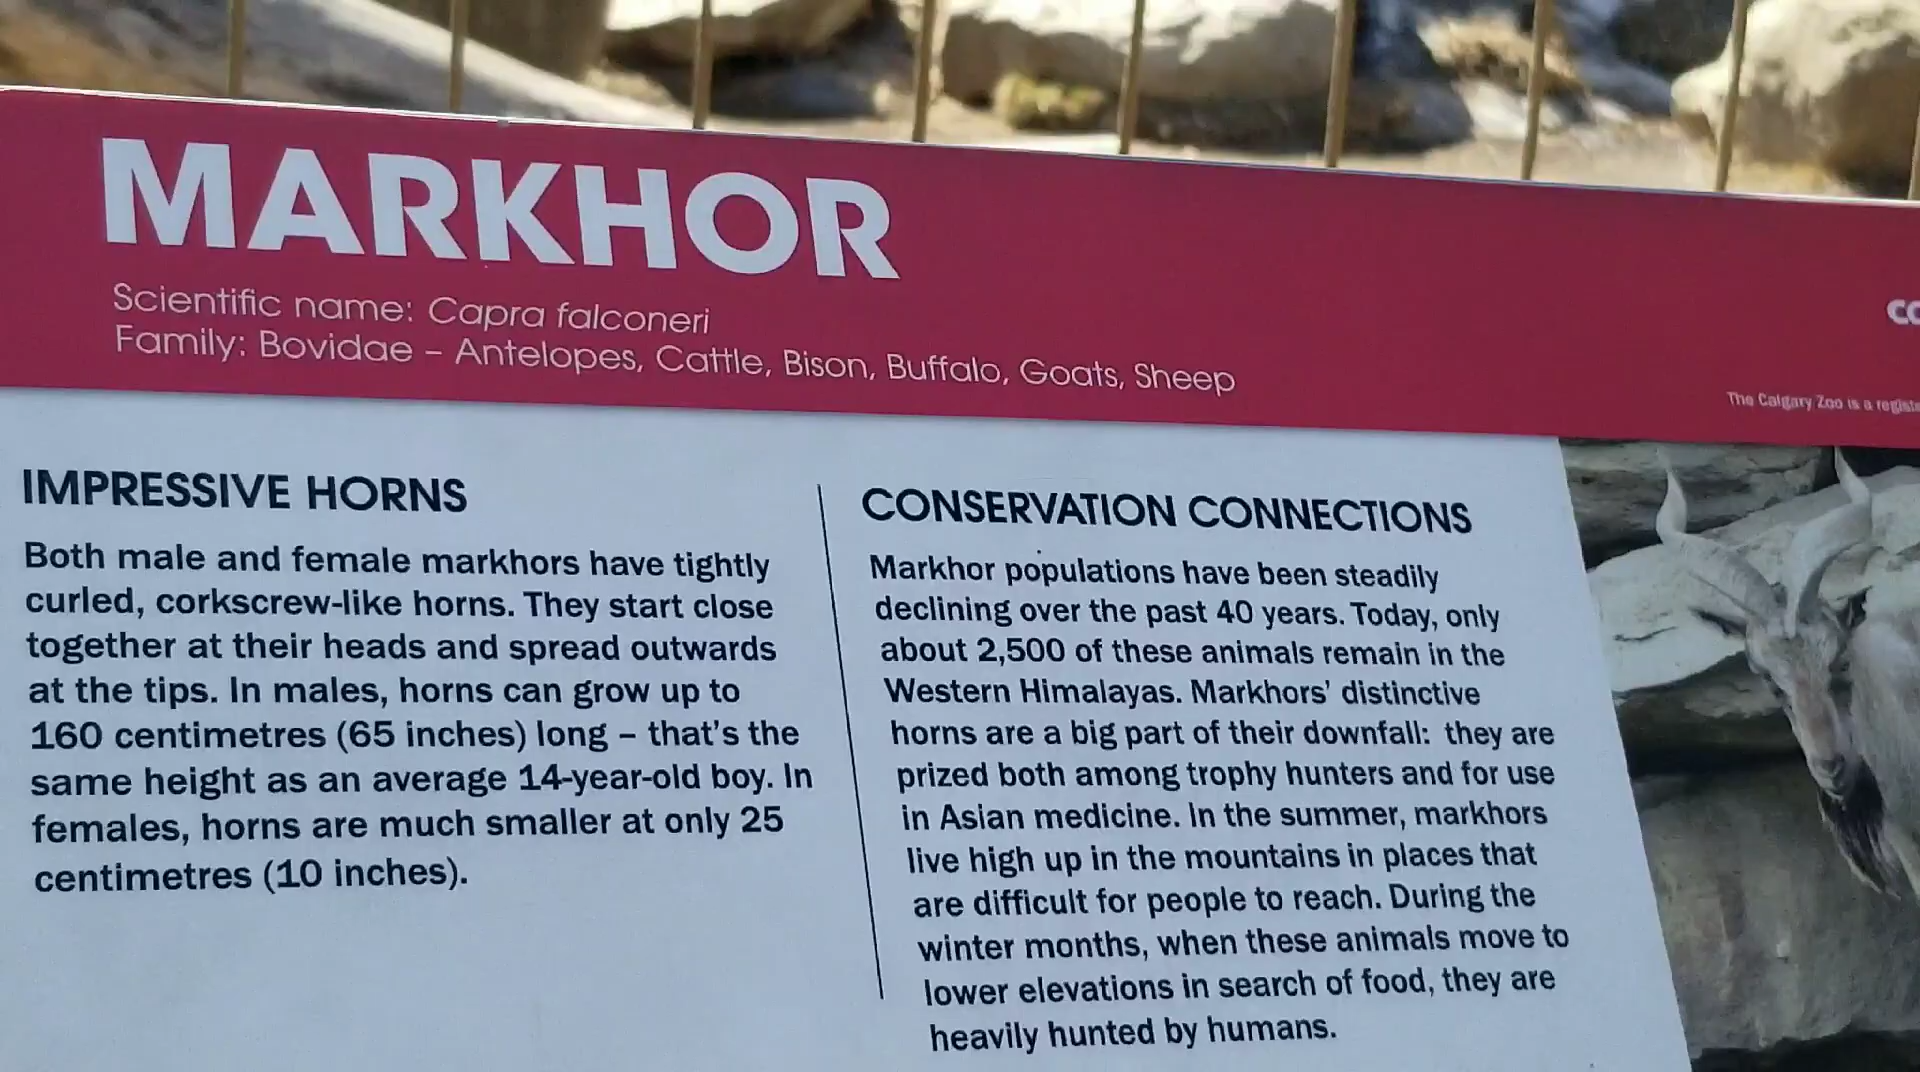 MARKHOR
Scientific name: Capra falconeri
Family: Bovidae – Antelopes, Cattle, Bison, Buffalo, Goats, Sheep
The Calgary Zoo is a
IMPRESSIVE HORNS
Both male and female markhors have tightly
curled, corkscrew-like horns. They start close
together at their heads and spread outwards
at the tips. In males, horns can grow up to
160 centimetres (65 inches) long – that's the
same height as an average 14-year-old boy. In
females, horns are much smaller at only 25
centimetres (10 inches).
CONSERVATION CONNECTIONS
Markhor populations have been steadily
declining over the past 40 years. Today, only
about 2,500 of these animals remain in the
Western Himalayas. Markhors' distinctive
horns are a big part of their downfall: they are
prized both among trophy hunters and for use
in Asian medicine. In the summer, markhors
live high up in the mountains in places that
are difficult for people to reach. During the
winter months, when these animals move to
lower elevations in search of food, they are
heavily hunted by humans.